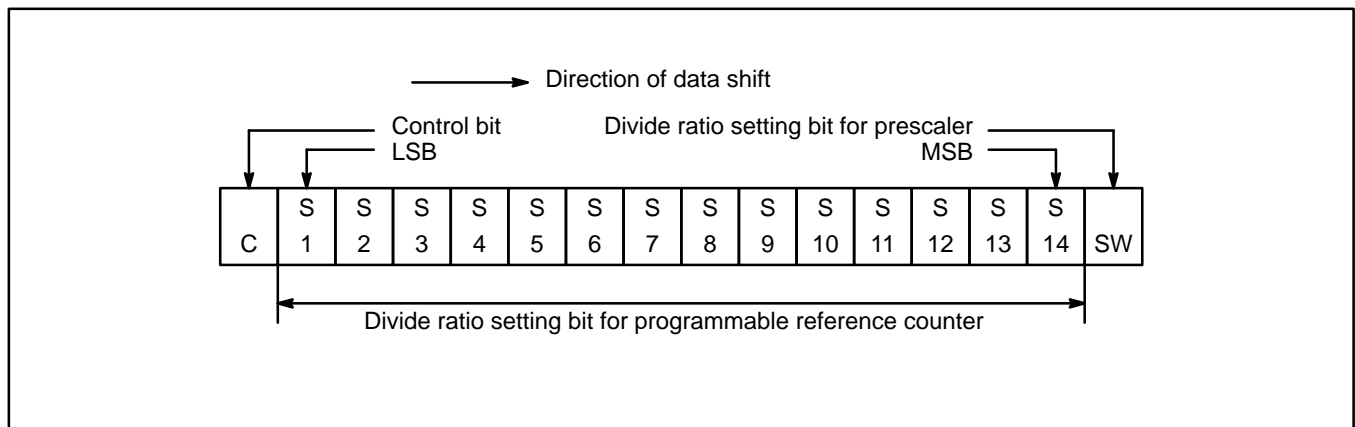 Direction of data shift
Control bit Divide ratio setting bit for prescaler
LSB MSB
S S S S S S S S S S S S S S
C 1 2 3 4 5 6 7 8 9 10 11 12 13 14 SW
Divide ratio setting bit for programmable reference counter